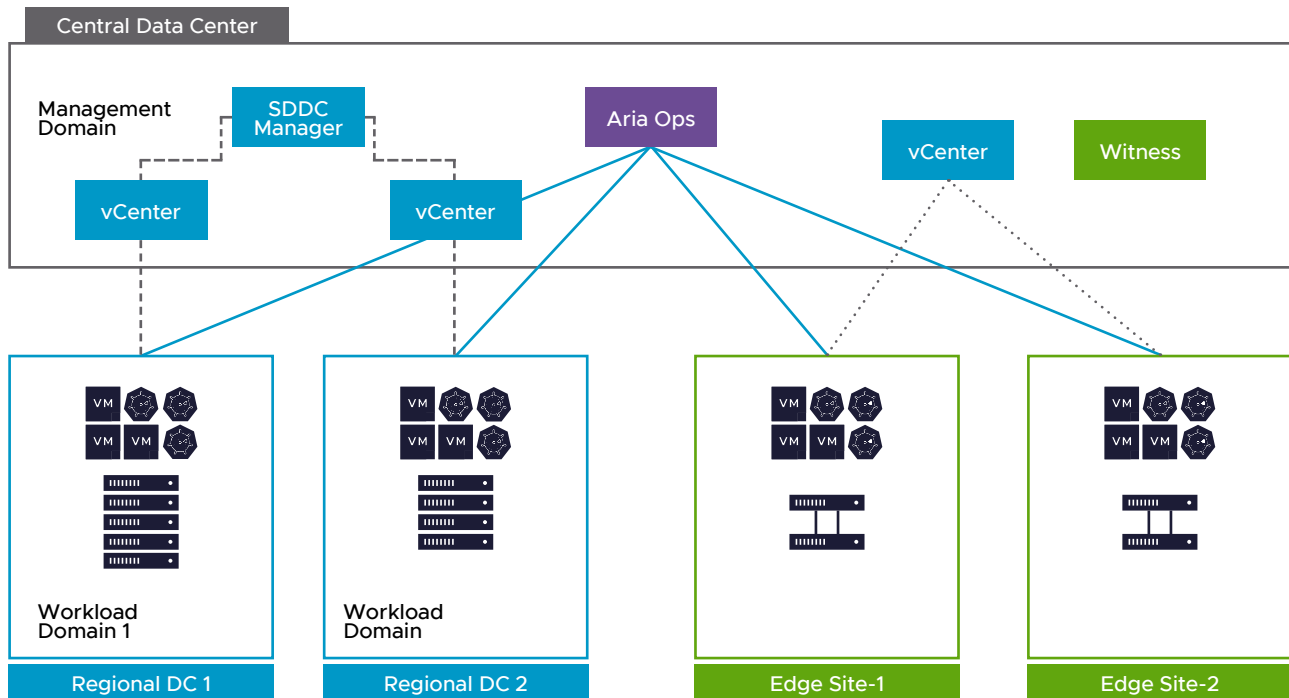 Central Data Center
Management
Domain
SDDC
Manager
Aria Ops
vCenter
Witness
vCenter
vCenter
VM
VM VM
VM
VM VM
VM
VM VM
VM
VM VM
Workload
Domain 1
Workload
Domain
Regional DC 1
Regional DC 2
Edge Site-1
Edge Site-2